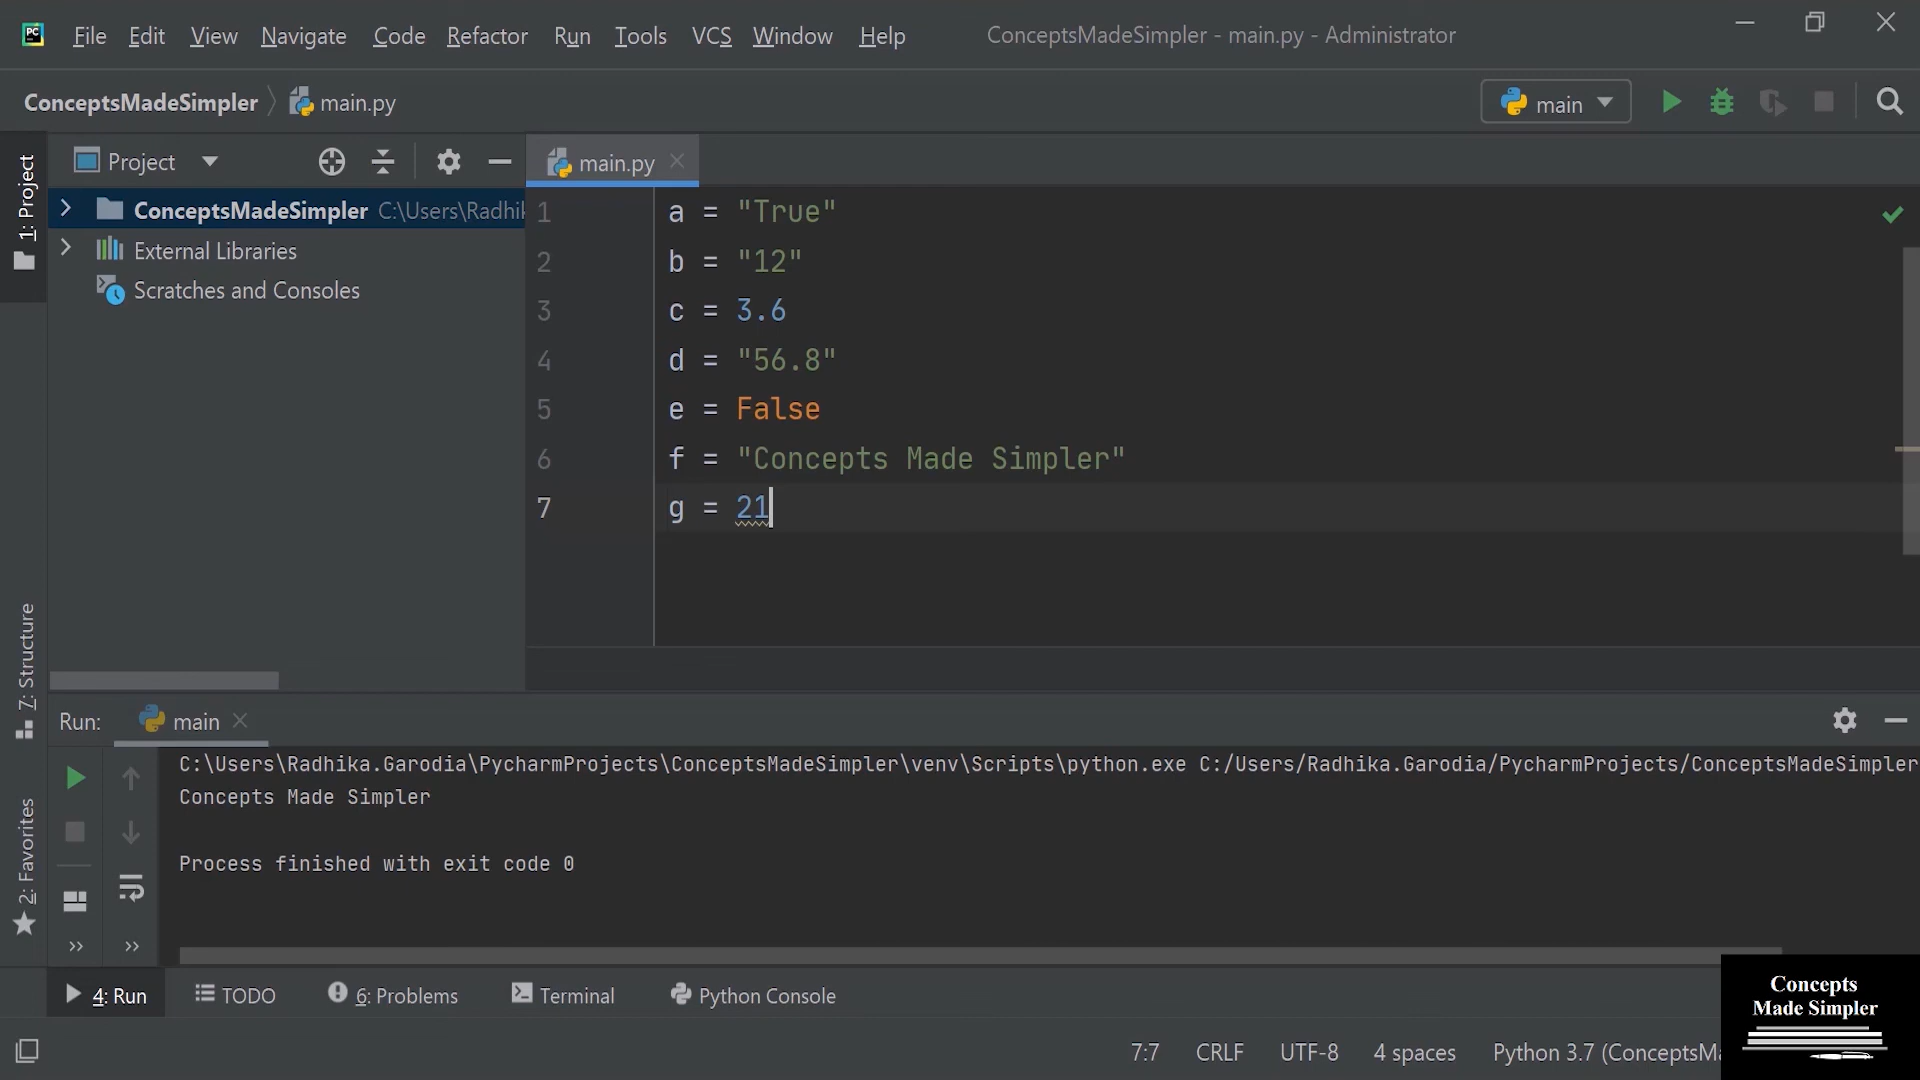 File Edit View Navigate Code Refactor Run Tools VCS Window Help ConceptsMadeSimpler - main.py - Administrator
ConceptsMadeSimpler main.py main
1: Project
Project
main.py
ConceptsMadeSimpler C:\Users\Radhik
External Libraries
Scratches and Consoles
1 a = "True"
2 b = "12"
3 c = 3.6
4 d = "56.8"
5 e = False
6 f = "Concepts Made Simpler"
7 g = 21
7: Structure
2: Favorites
Run: main
C:\Users\Radhika.Garodia\PycharmProjects\ConceptsMadeSimpler\venv\Scripts\python.exe C:/Users/Radhika.Garodia/PycharmProjects/ConceptsMadeSimpler
Concepts Made Simpler
Process finished with exit code 0
4: Run TODO 6: Problems Terminal Python Console
7:7 CRLF UTF-8 4 spaces Python 3.7 (ConceptsMa
Concepts
Made Simpler